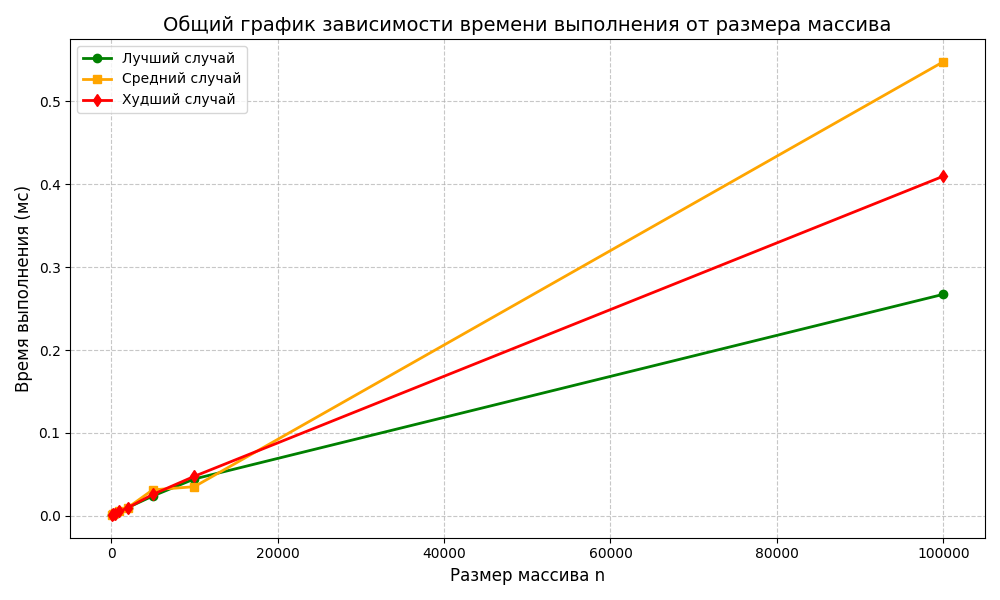 Общий график зависимости времени выполнения от размера массива
Лучший случай
Средний случай
Худший случай
Время выполнения (мс)
0.5
0.4
0.3
0.2
0.1
0.0
0
20000
40000
60000
80000
100000
Размер массива n